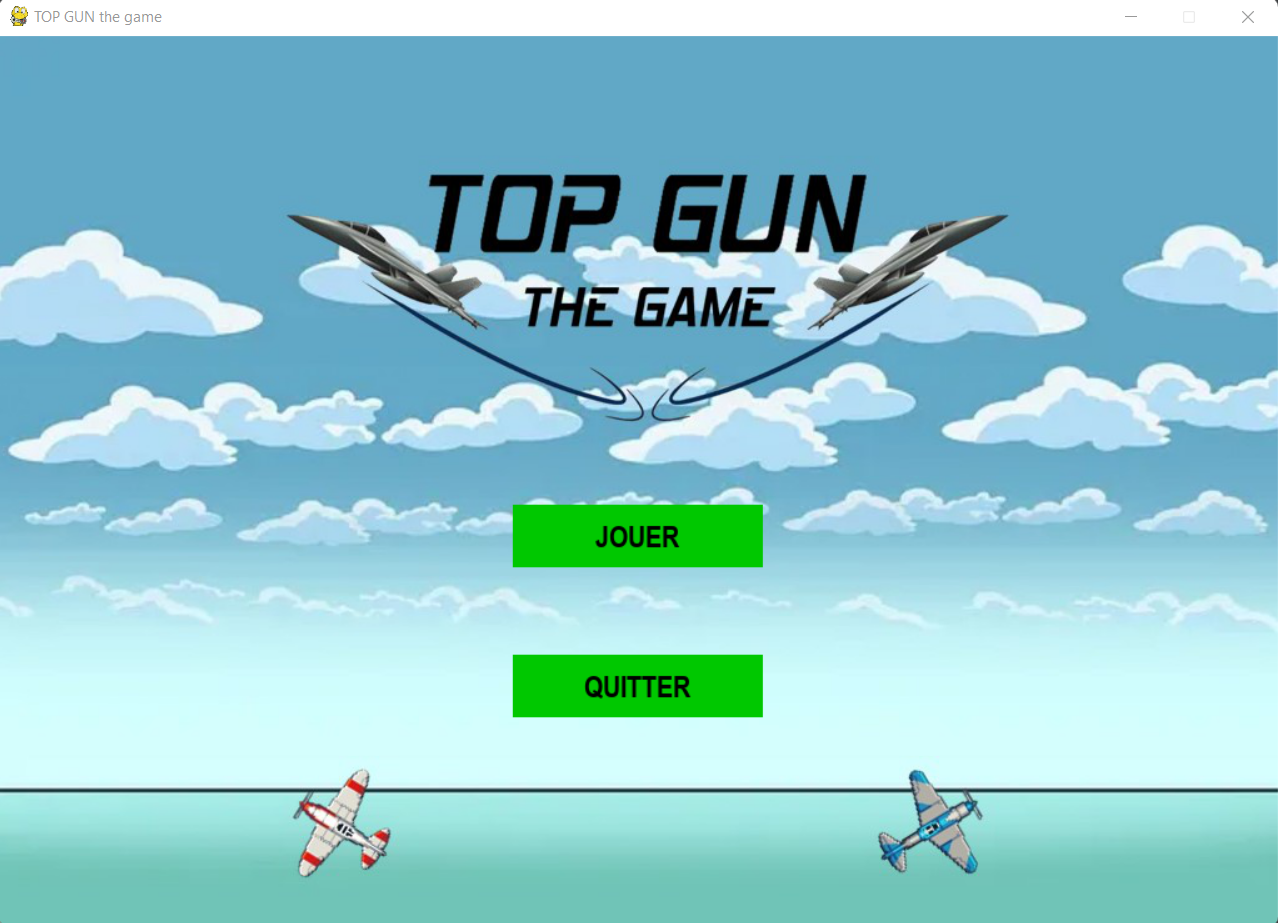 TOP GUN the game
TOP GUN
THE GAME
JOUER
QUITTER